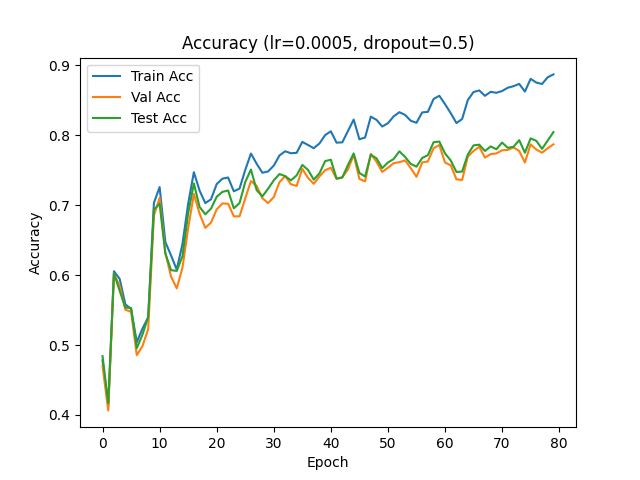 Accuracy (lr=0.0005, dropout=0.5)
Train Acc
Val Acc
Test Acc
0.9
0.8
0.7
0.6
0.5
0.4
Accuracy
0 10 20 30 40 50 60 70 80
Epoch